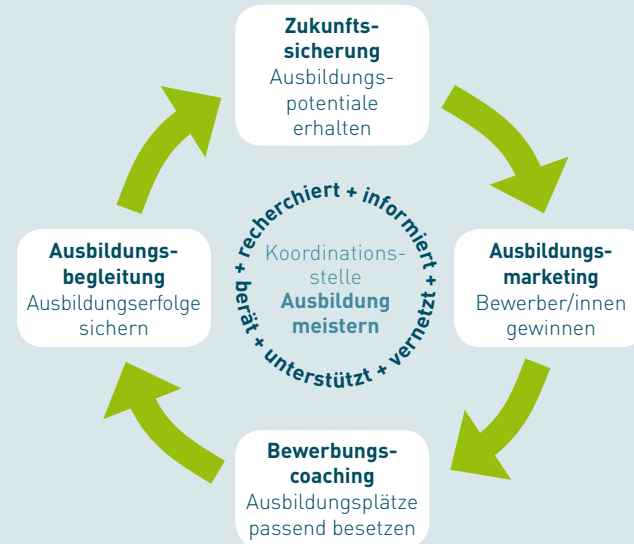 Zukunfts-
sicherung
Ausbildungs-
potentiale
erhalten
Ausbildungs-
begleitung
Ausbildungserfolge
sichern
berät + recherchiert + informiert + vernetzt + unterstützt +
Koordinations-
stelle
Ausbildung
meistern
Ausbildungs-
marketing
Bewerber/innen
gewinnen
Bewerbungs-
coaching
Ausbildungsplätze
passend besetzen